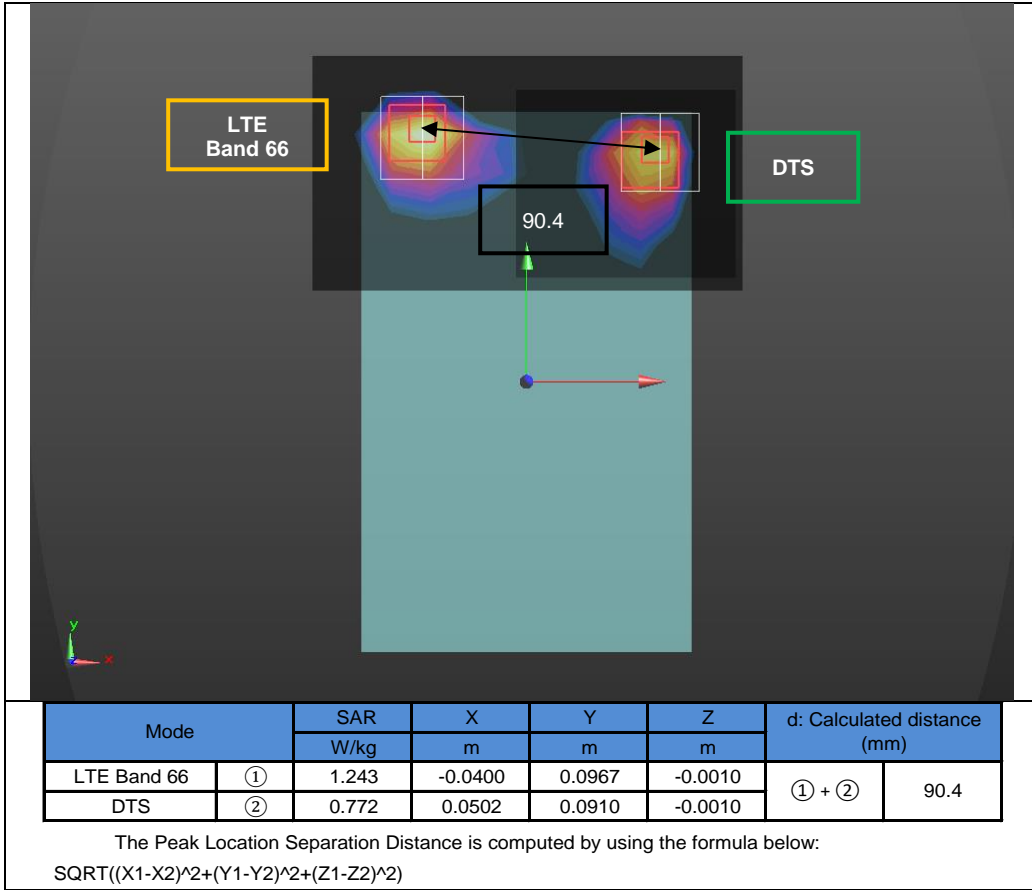 LTE
Band 66
DTS
90.4
y
z
x
Mode
SAR
X
Y
Z
d: Calculated distance
(mm)
W/kg
m
m
m
LTE Band 66
①
1.243
-0.0400
0.0967
-0.0010
① + ②
90.4
DTS
②
0.772
0.0502
0.0910
-0.0010
The Peak Location Separation Distance is computed by using the formula below:
SQRT((X1-X2)^2+(Y1-Y2)^2+(Z1-Z2)^2)